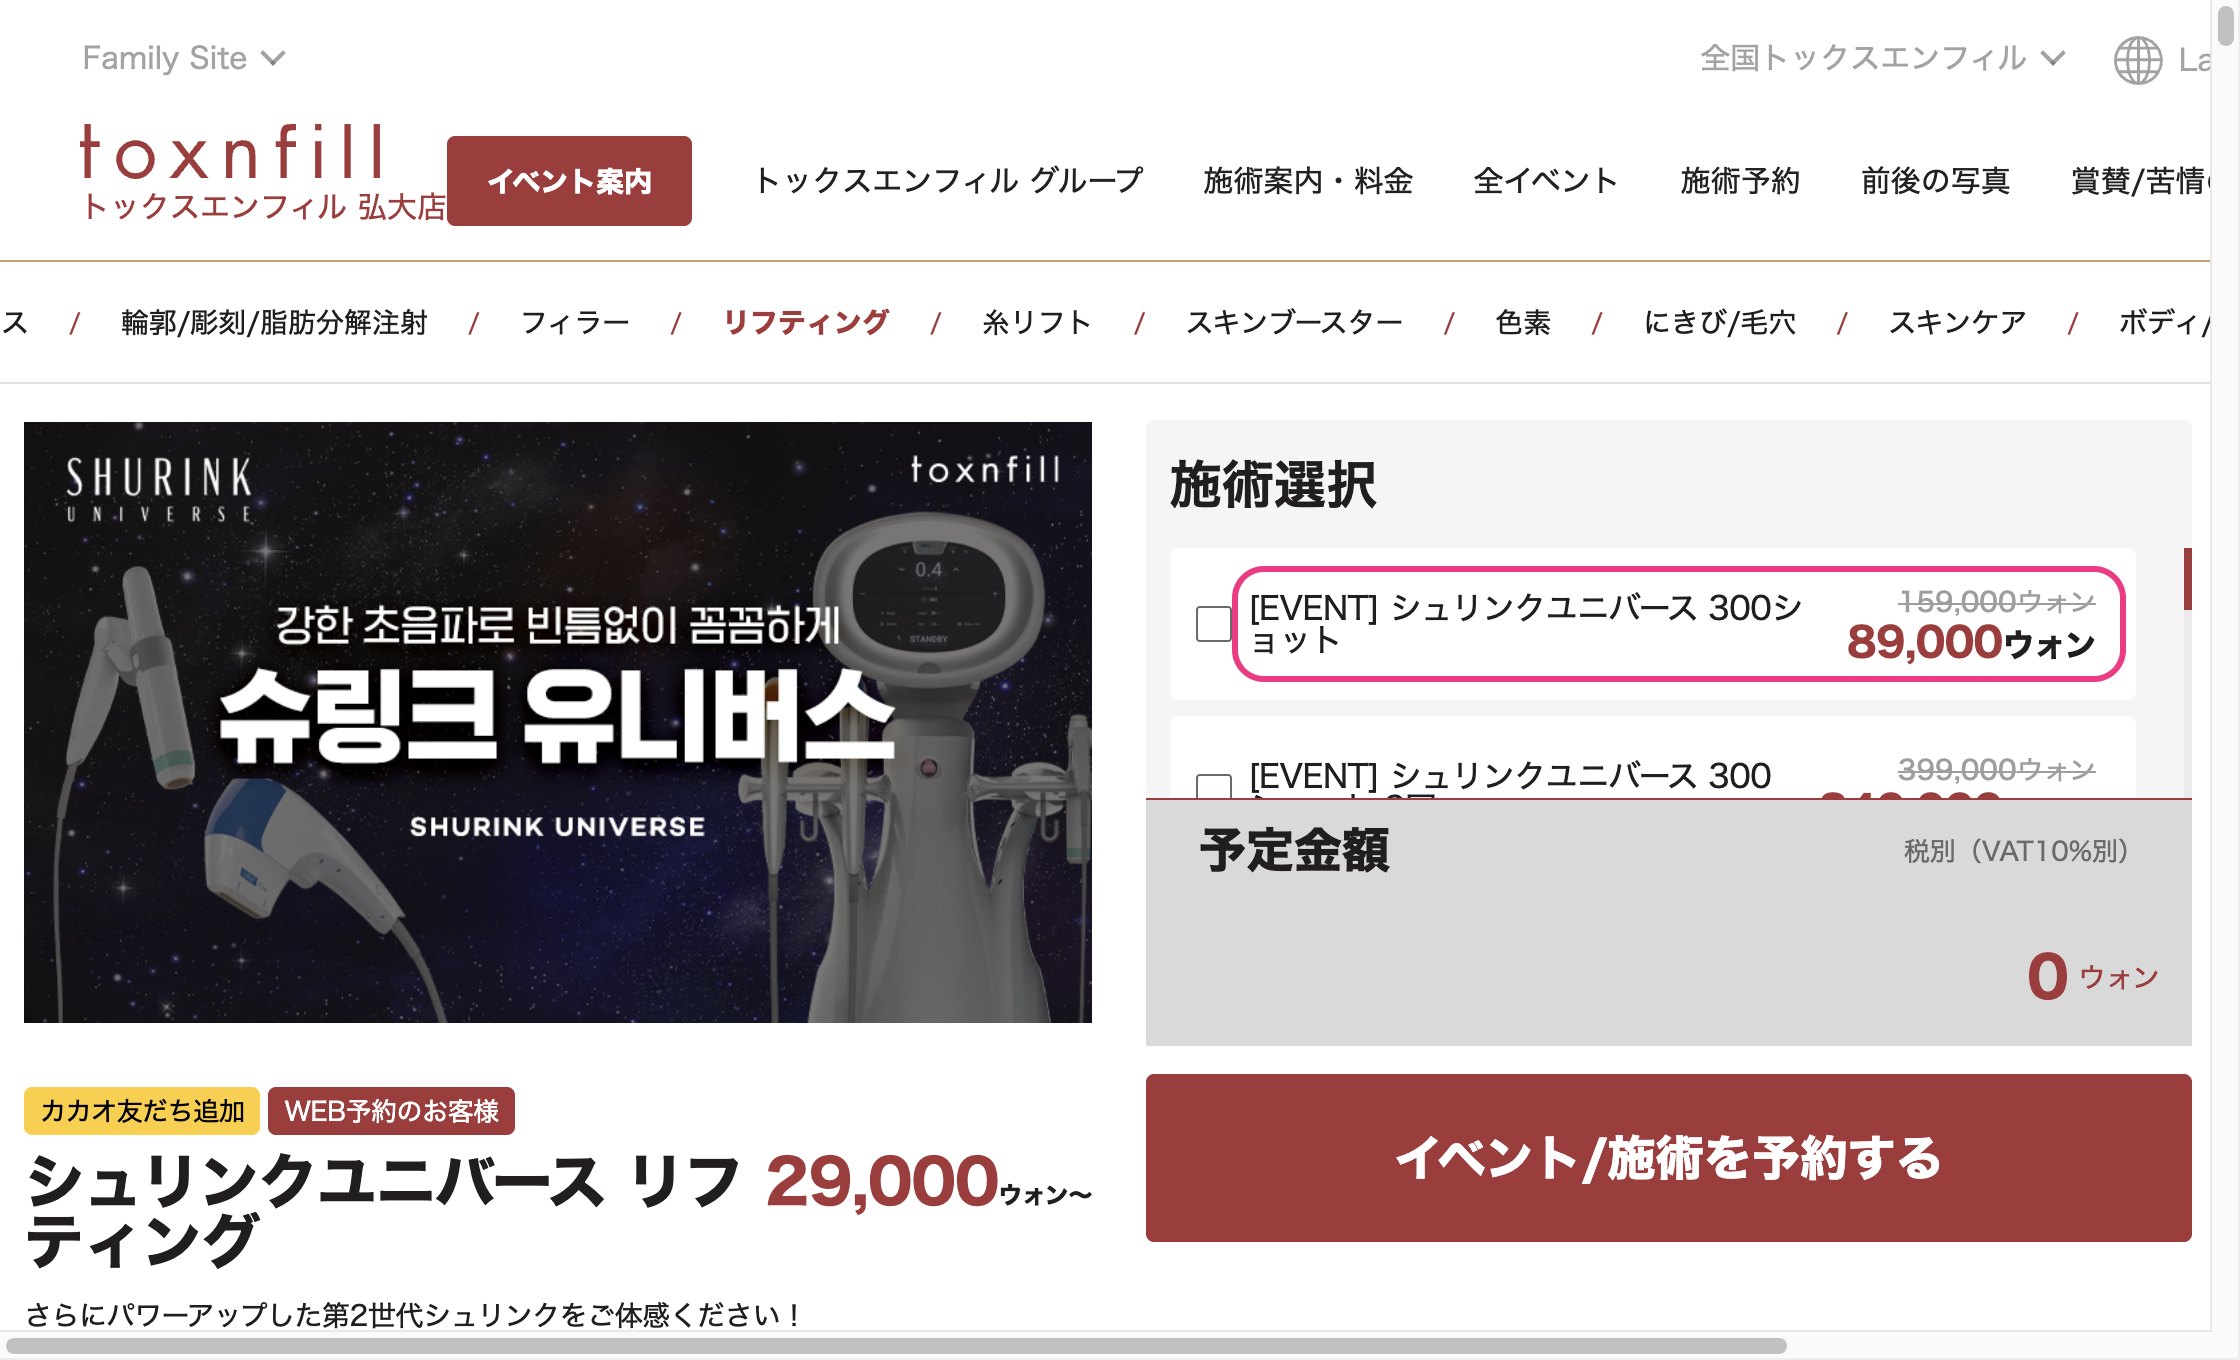 Family Site
全国トックスエンフィル
toxnfill
トックスエンフィル 弘大店
イベント案内
トックスエンフィル グループ
施術案内・料金
全イベント
施術予約
前後の写真
賞賛/苦情
ス / 輪郭/彫刻/脂肪分解注射 / フィラー / リフティング / 糸リフト / スキンブースター / 色素 / にきび/毛穴 / スキンケア / ボディ/
SHURINK
UNIVERSE
toxnfill
0.4
STANDBY
강한 초음파로 빈틈없이 꼼꼼하게
슈링크 유니버스
SHURINK UNIVERSE
施術選択
[EVENT] シュリンクユニバース 300シ
ョット
159,000ウォン
89,000ウォン
[EVENT] シュリンクユニバース 300
399,000ウォン
予定金額
税別（VAT10%別）
0 ウォン
イベント/施術を予約する
カカオ友だち追加
WEB予約のお客様
シュリンクユニバース リフ
ティング
29,000ウォン〜
さらにパワーアップした第2世代シュリンクをご体感ください！